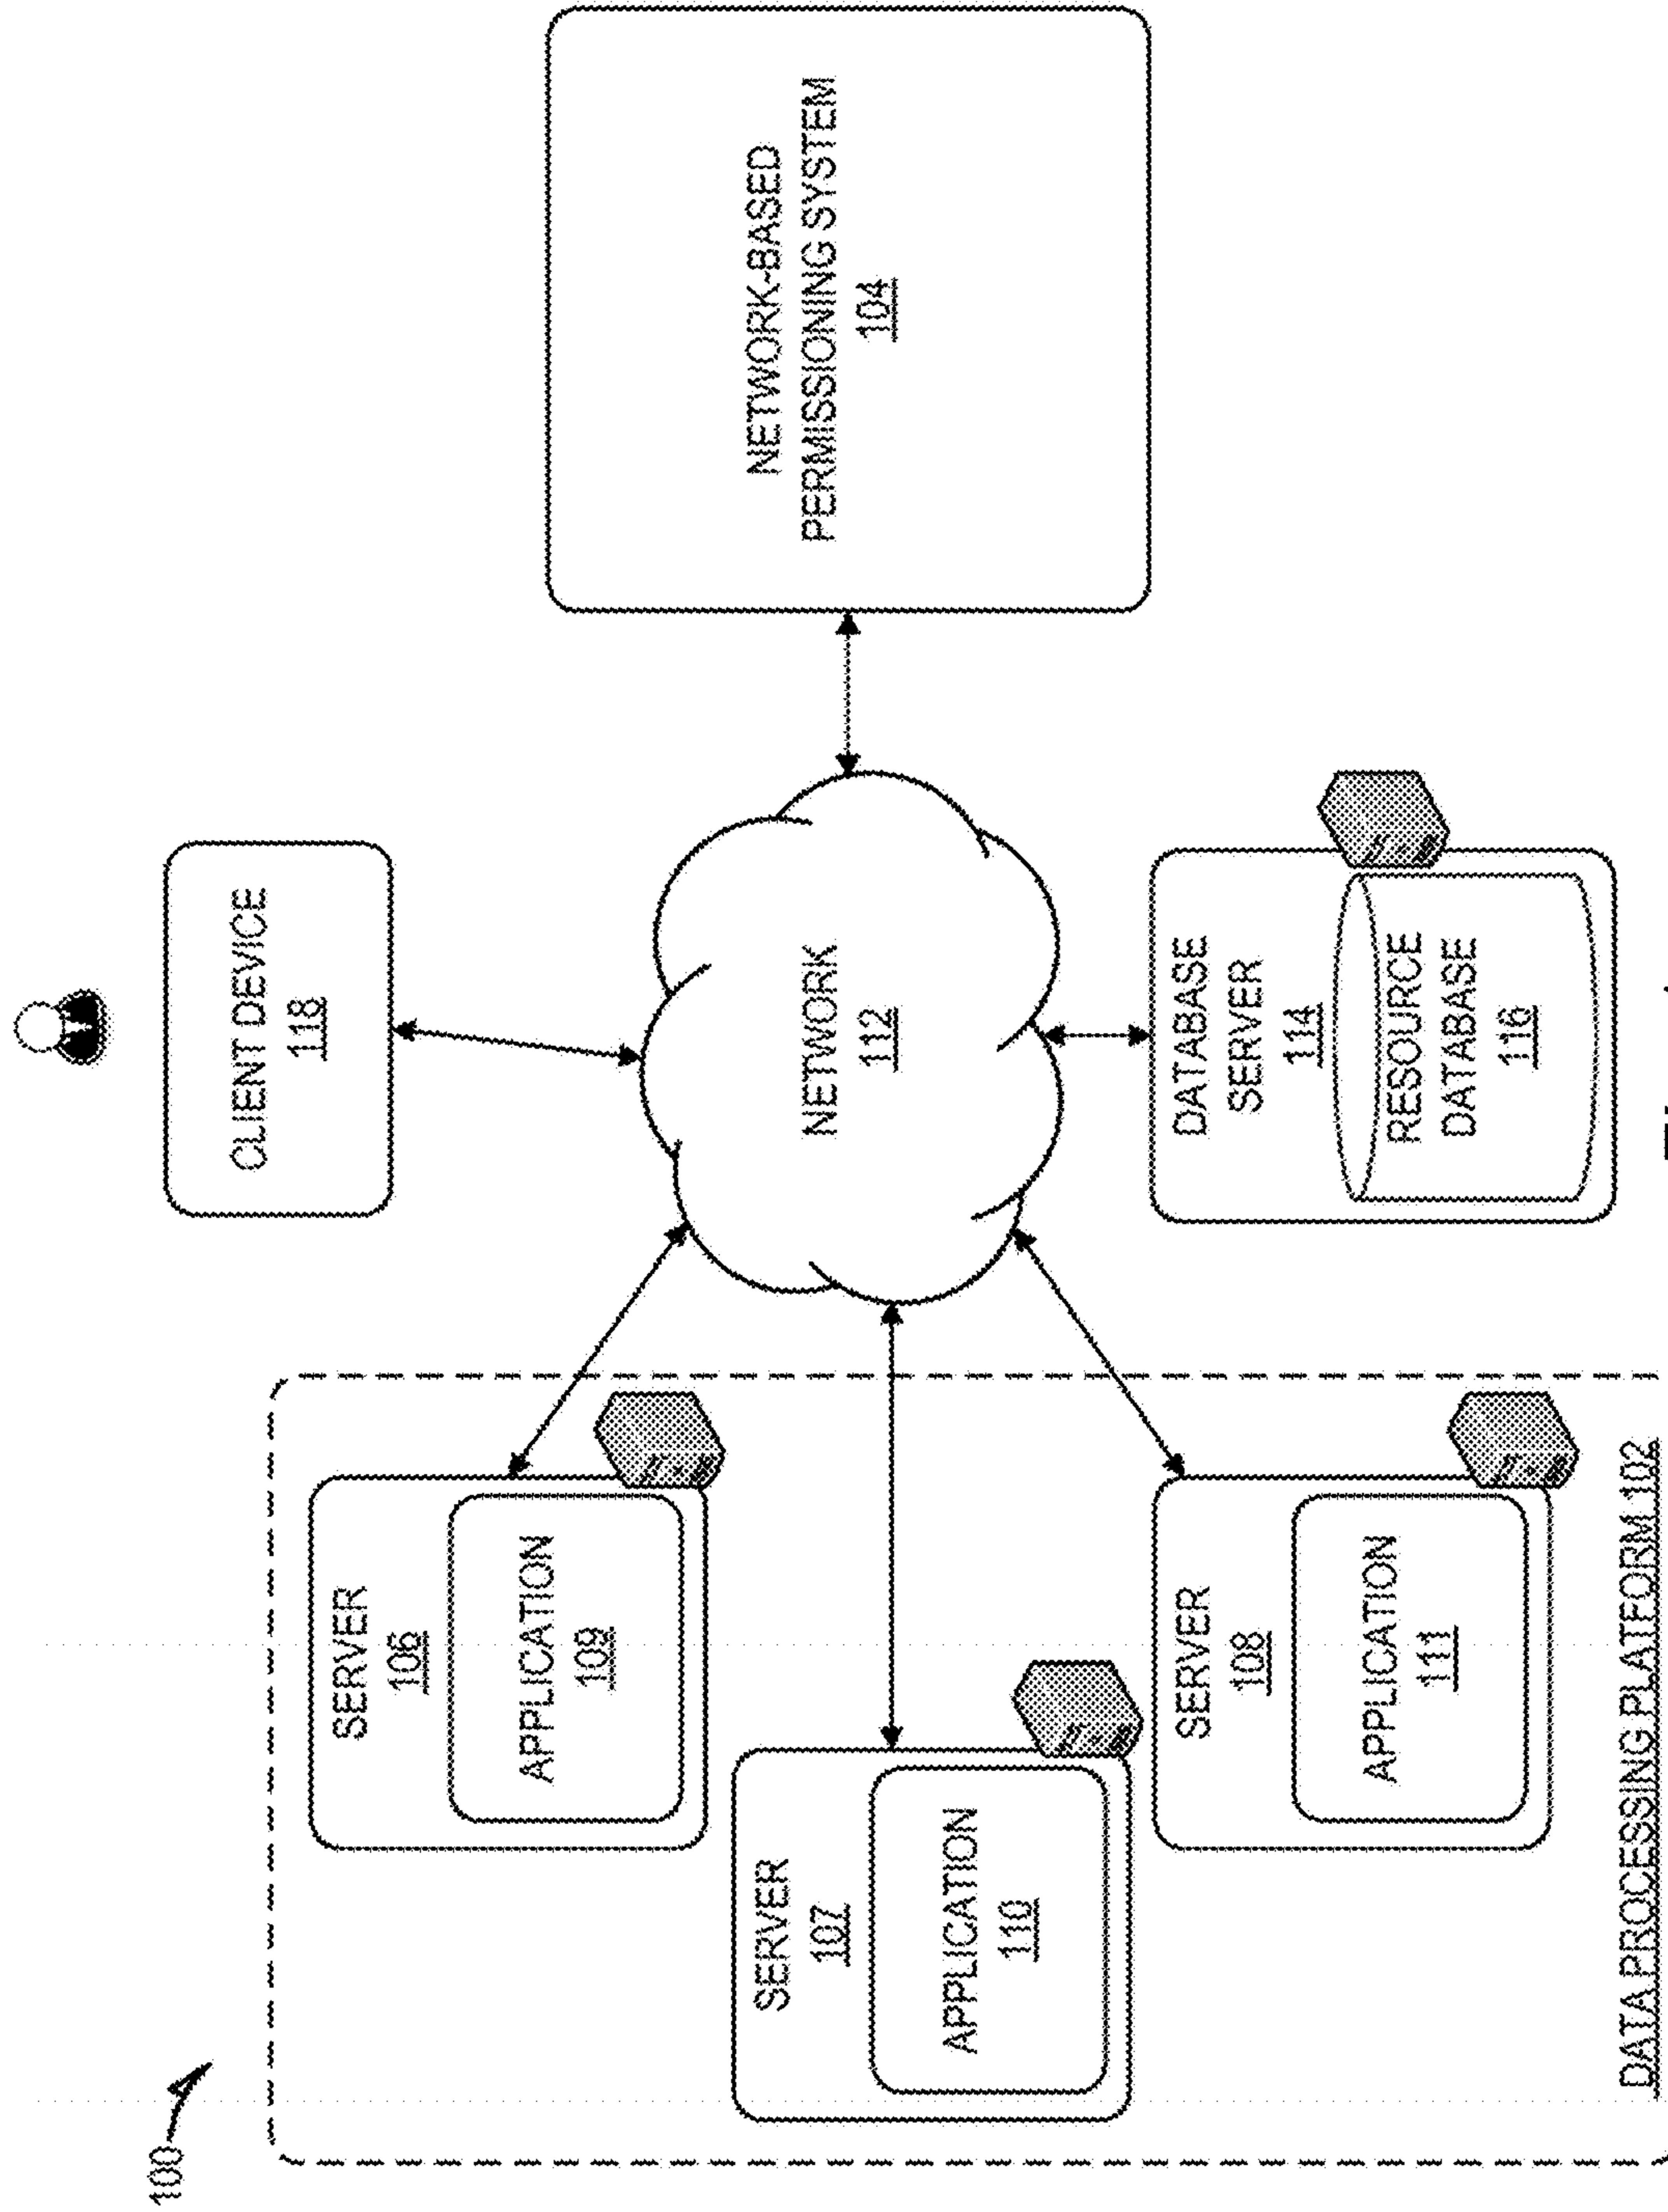 100
CLIENT DEVICE
118
SERVER
106
APPLICATION
109
SERVER
107
APPLICATION
110
SERVER
108
APPLICATION
111
DATA PROCESSING PLATFORM 102
NETWORK
112
NETWORK-BASED
PERMISSIONING SYSTEM
104
DATABASE
SERVER
114
RESOURCE
DATABASE
116